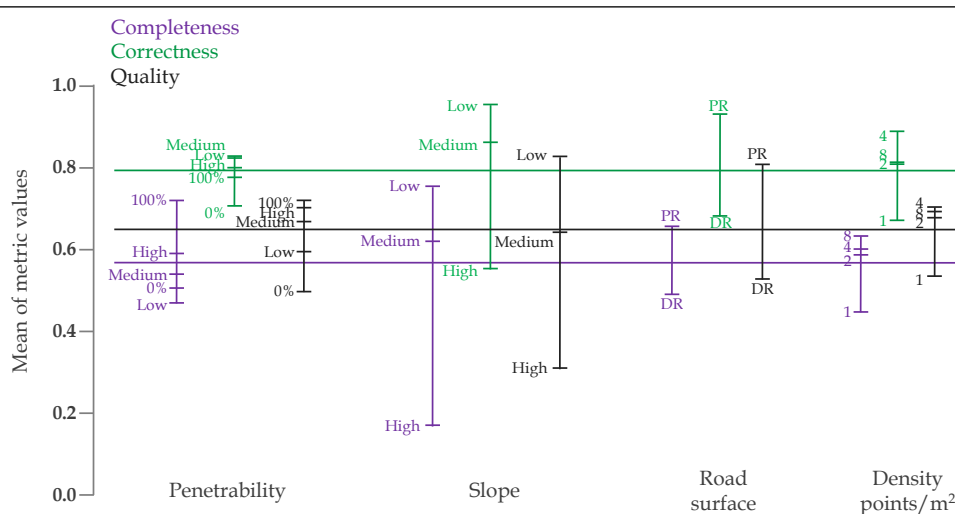 Completeness
Correctness
Quality
Mean of metric values
1.0
0.8
0.6
0.4
0.2
0.0
100%
High
Medium
0%
Low
Medium
Low
High
100%
0%
100%
High
Medium
Low
0%
Low
Medium
High
Low
Medium
High
Low
Medium
High
PR
DR
PR
DR
PR
DR
8
4
2
1
4
8
2
1
4
8
2
1
Penetrability
Slope
Road
surface
Density
points/m²